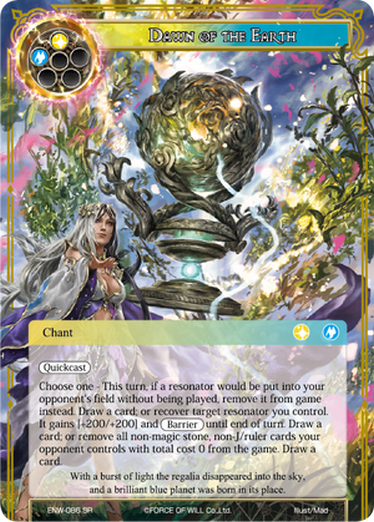 Dawn of the Earth
Chant
Quickcast
Choose one - This turn, if a resonator would be put into your
opponent's field without being played, remove it from game
instead. Draw a card; or recover target resonator you control.
It gains [+200/+200] and Barrier until end of turn. Draw a
card; or remove all non-magic stone, non-J/ruler cards your
opponent controls with total cost 0 from the game. Draw a
card.
With a burst of light the regalia disappeared into the sky,
and a brilliant blue planet was born in its place.
ENW-086 SR ©FORCE OF WILL Co.,Ltd. Illust/Mad